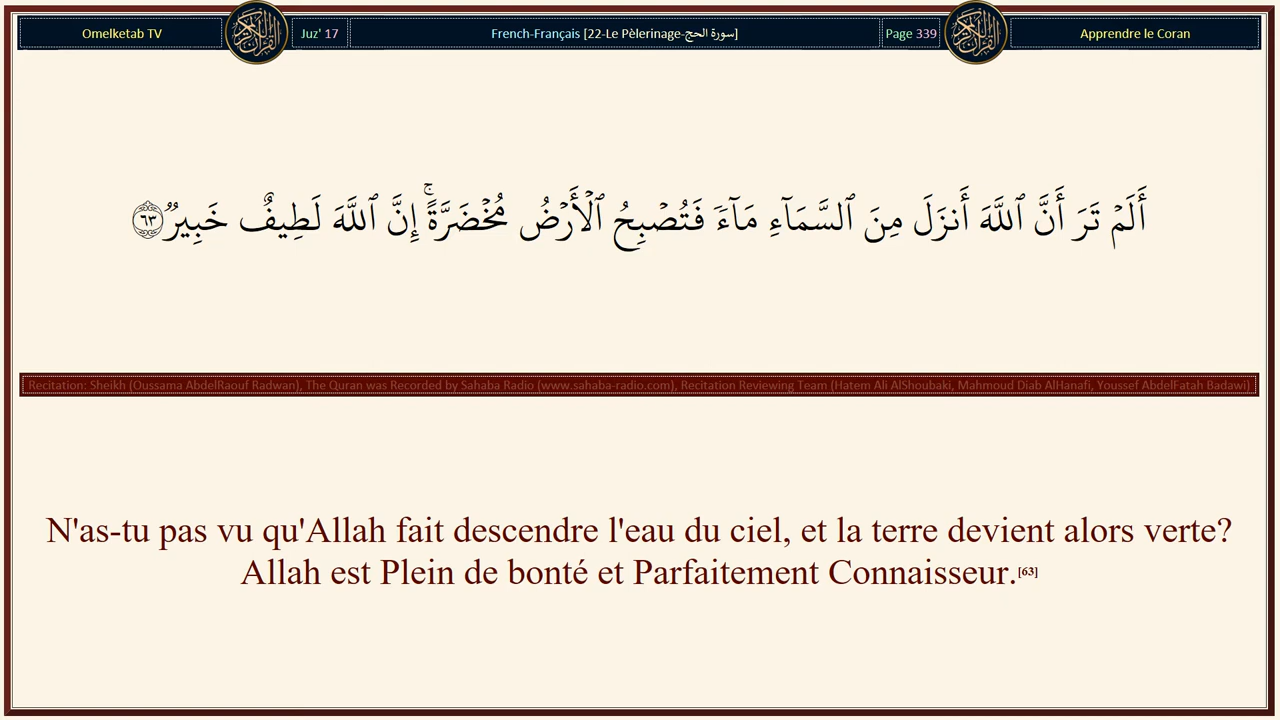 Omelketab TV
Juz' 17
French-Français [22-Le Pèlerinage-سورة الحج]
Page 339
Apprendre le Coran
أَلَمۡ تَرَ أَنَّ ٱللَّهَ أَنزَلَ مِنَ ٱلسَّمَآءِ مَآءٗ فَتُصۡبِحُ ٱلۡأَرۡضُ مُخۡضَرَّةًۚ إِنَّ ٱللَّهَ لَطِيفٌ خَبِيرٞ ٦٣
Recitation: Sheikh (Oussama AbdelRaouf Radwan), The Quran was Recorded by Sahaba Radio (www.sahaba-radio.com), Recitation Reviewing Team (Hatem Ali AlShoubaki, Mahmoud Diab AlHanafi, Youssef AbdelFatah Badawi)
N'as-tu pas vu qu'Allah fait descendre l'eau du ciel, et la terre devient alors verte?
Allah est Plein de bonté et Parfaitement Connaisseur.[63]